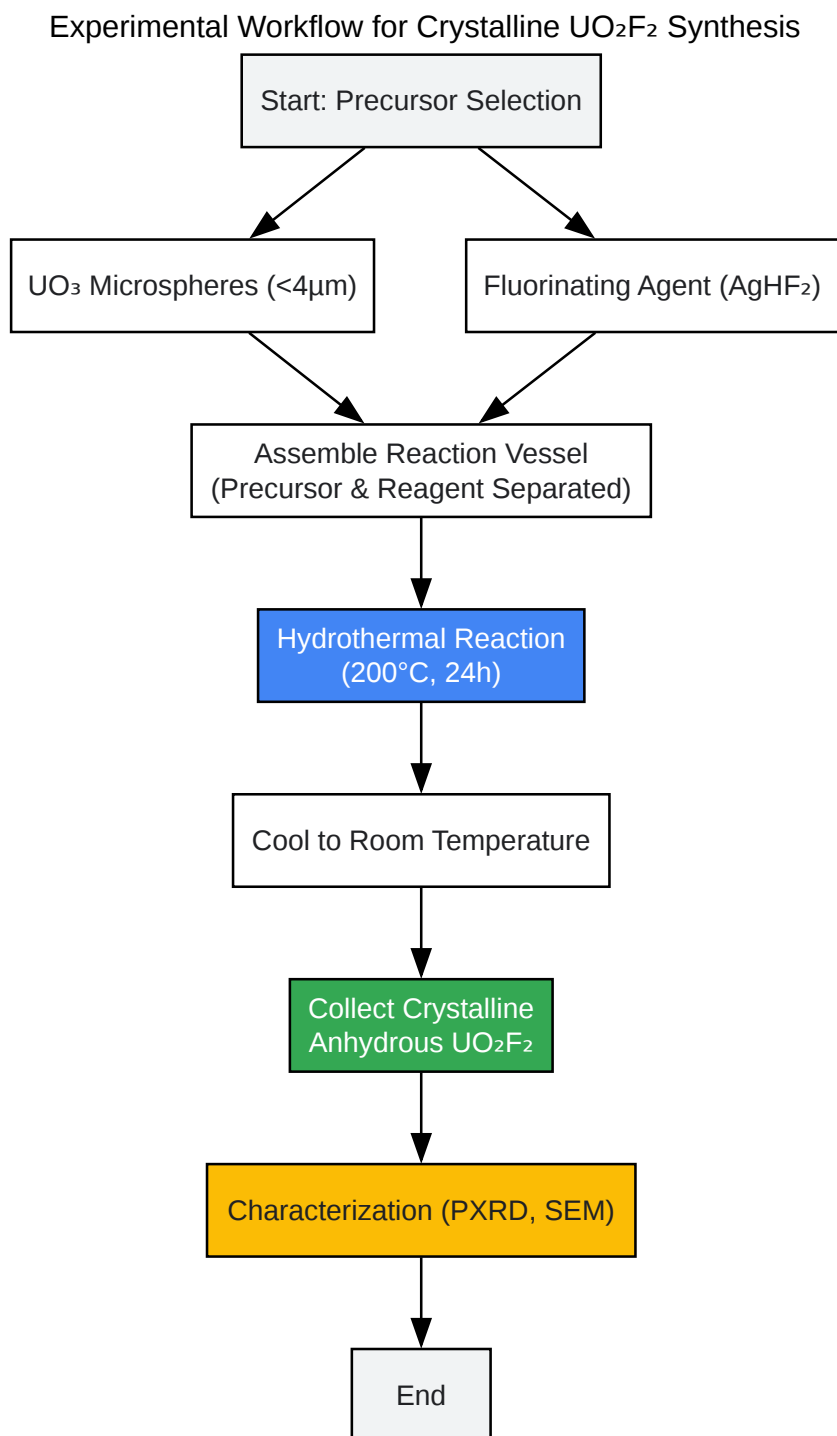 Experimental Workflow for Crystalline UO₂F₂ Synthesis
Start: Precursor Selection
UO₃ Microspheres (<4µm)
Fluorinating Agent (AgHF₂)
Assemble Reaction Vessel
(Precursor & Reagent Separated)
Hydrothermal Reaction
(200°C, 24h)
Cool to Room Temperature
Collect Crystalline
Anhydrous UO₂F₂
Characterization (PXRD, SEM)
End